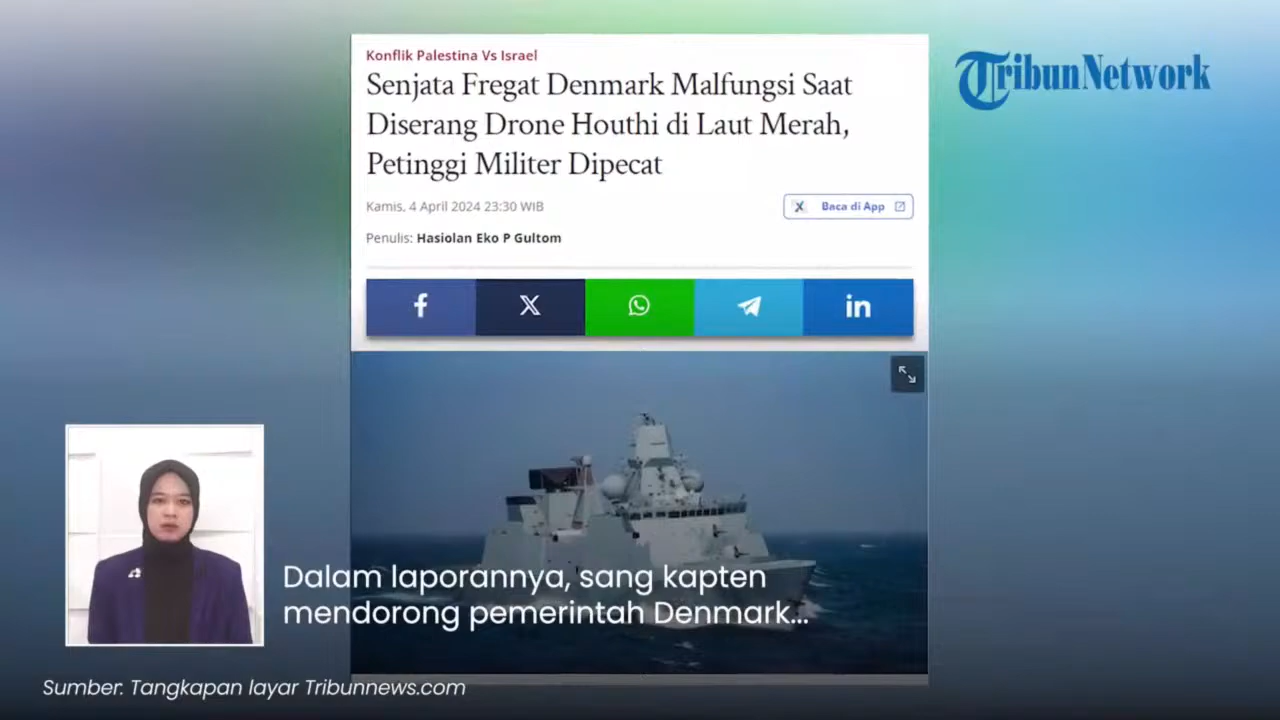 Konflik Palestina Vs Israel
Senjata Fregat Denmark Malfungsi Saat
Diserang Drone Houthi di Laut Merah,
Petinggi Militer Dipecat
Kamis, 4 April 2024 23:30 WIB
Baca di App
Penulis: Hasiolan Eko P Gultom
TribunNetwork
Dalam laporannya, sang kapten
mendorong pemerintah Denmark...
Sumber: Tangkapan layar Tribunnews.com